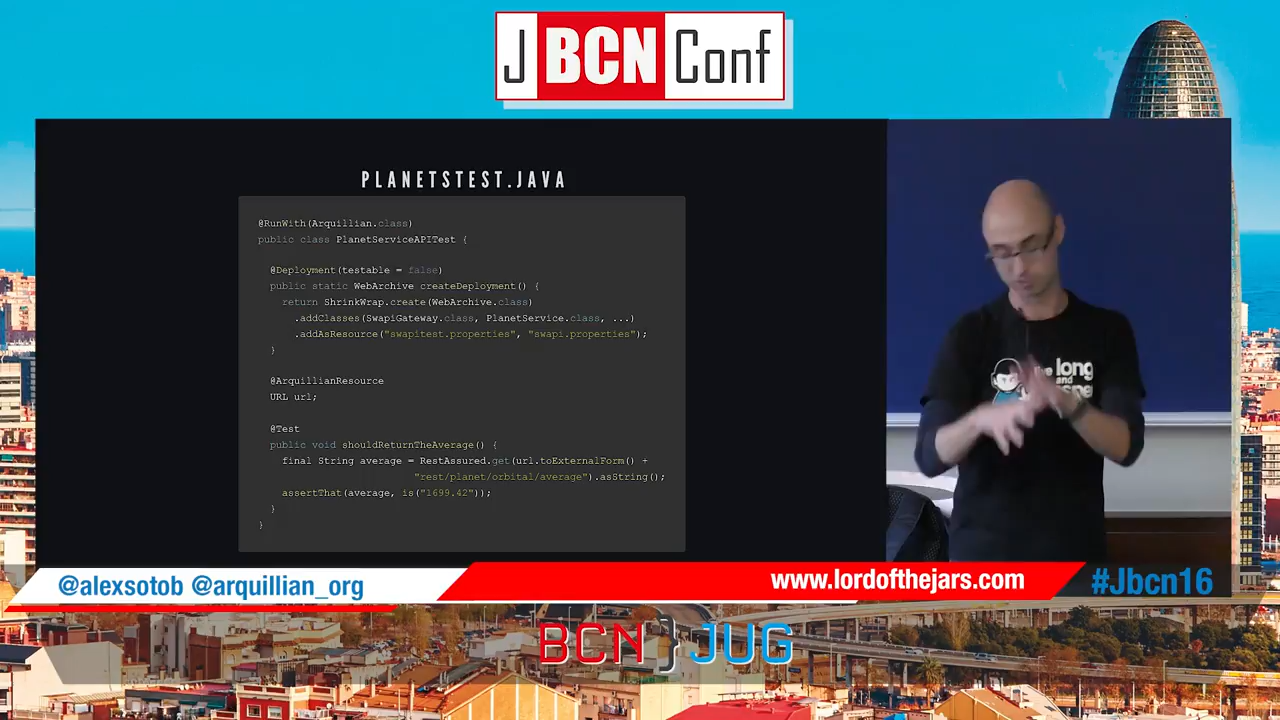 J BCN Conf
PLANETSTEST.JAVA
@RunWith(Arquillian.class)
public class PlanetServiceAPITest {
@Deployment(testable = false)
public static WebArchive createDeployment() {
return ShrinkWrap.create(WebArchive.class)
.addClasses(SwapiGateway.class, PlanetService.class, ...)
.addAsResource("swapitest.properties", "swapi.properties");
}
@ArquillianResource
URL url;
@Test
public void shouldReturnTheAverage() {
final String average = RestAssured.get(url.toExternalForm() +
"rest/planet/orbital/average").asString();
assertThat(average, is("1699.42"));
}
}
long
and
@alexsotob @arquillian_org
www.lordofthejars.com
#Jbcn16
BCN } JUG